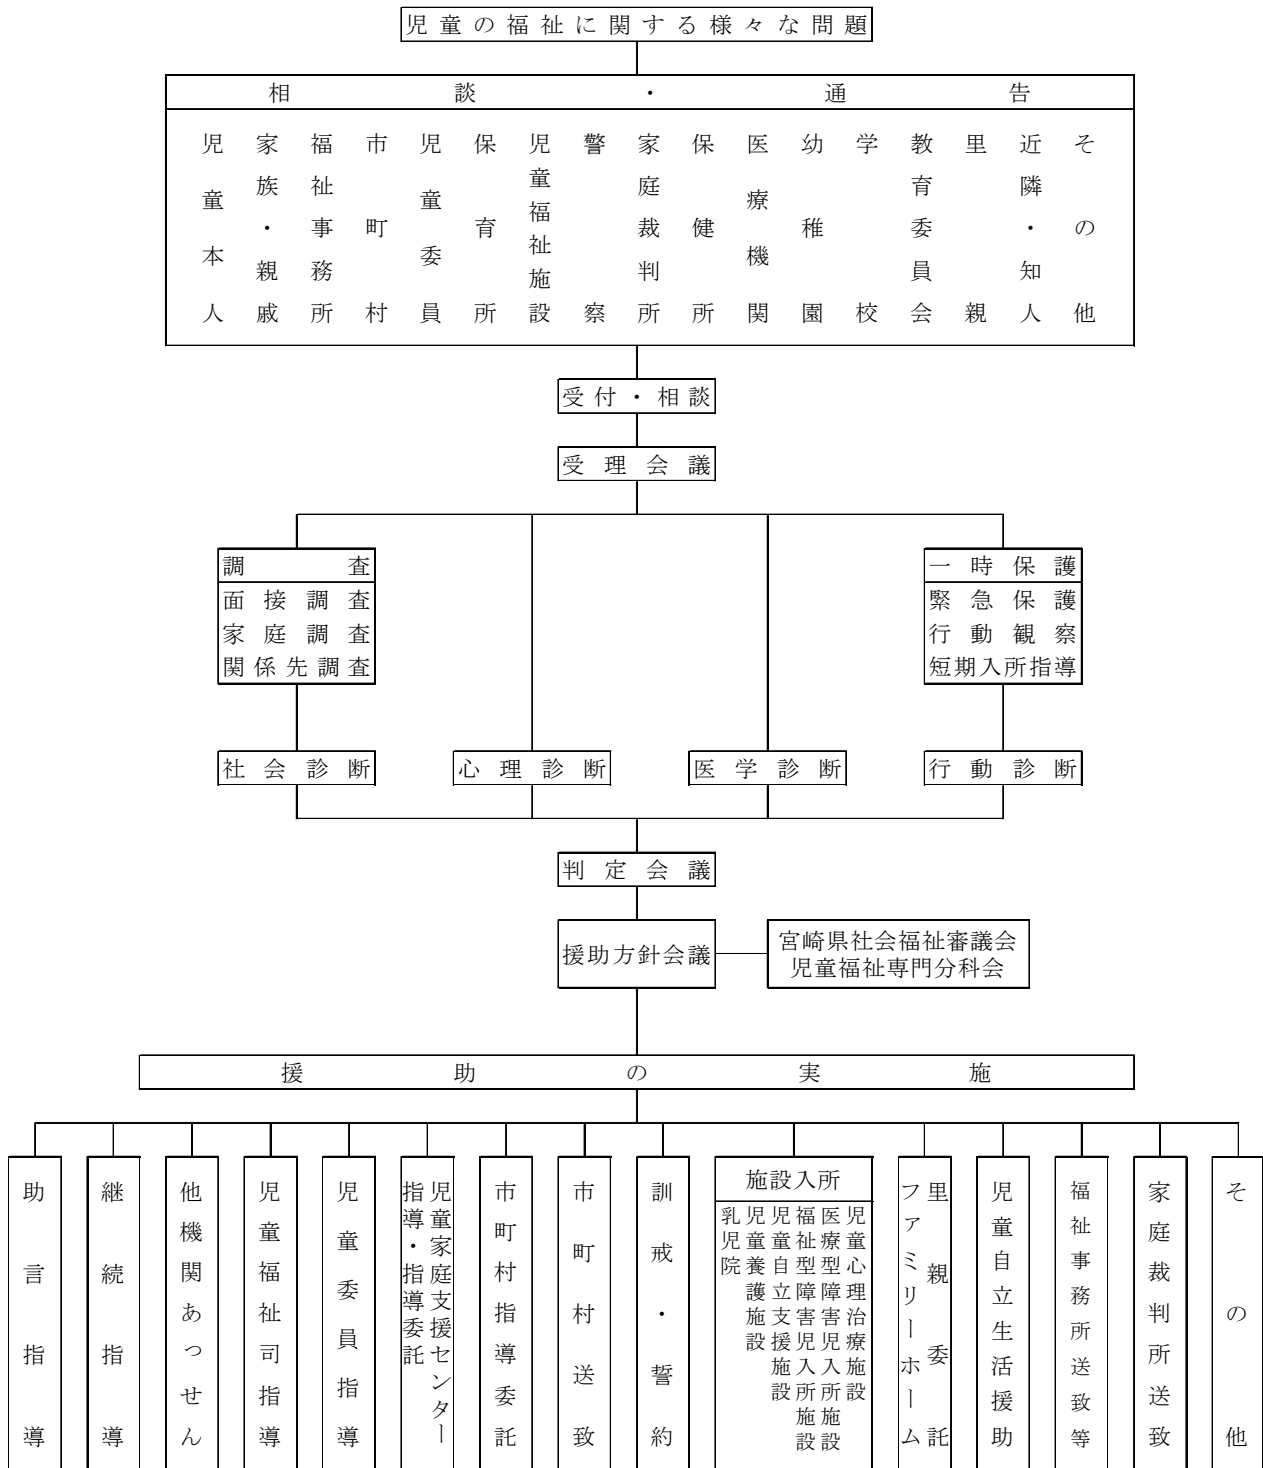 児童の福祉に関する様々な問題
相談・通告
児童本人
家族・親戚
福祉事務所
市町村
児童委員
保育所
児童福祉施設
警察
家庭裁判所
保健所
医療機関
幼稚園
学校
教育委員会
里親
近隣・知人
その他
受付・相談
受理会議
調査
面接調査
家庭調査
関係先調査
一時保護
緊急保護
行動観察
短期入所指導
社会診断
心理診断
医学診断
行動診断
判定会議
援助方針会議
宮崎県社会福祉審議会
児童福祉専門分科会
援助の実施
助言指導
継続指導
他機関あっせん
児童福祉司指導
児童委員指導
児童家庭支援センター
指導・指導委託
市町村指導委託
市町村送致
訓戒・誓約
施設入所
乳児院
児童養護施設
児童自立支援施設
福祉型障害児入所施設
医療型障害児入所施設
児童心理治療施設
里親委託
ファミリーホーム
児童自立生活援助
福祉事務所送致等
家庭裁判所送致
その他